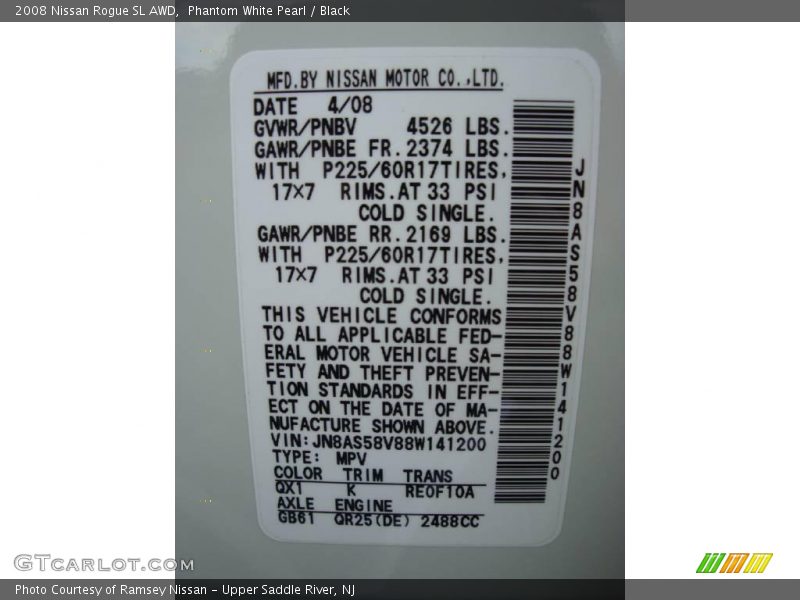 2008 Nissan Rogue SL AWD,  Phantom White Pearl / Black
MFD.BY NISSAN MOTOR CO.,LTD.
DATE 4/08
GVWR/PNBV 4526 LBS.
GAWR/PNBE FR.2374 LBS.
WITH P225/60R17TIRES,
17×7 RIMS.AT 33 PSI
COLD SINGLE.
GAWR/PNBE RR.2169 LBS.
WITH P225/60R17TIRES,
17×7 RIMS.AT 33 PSI
COLD SINGLE.
THIS VEHICLE CONFORMS
TO ALL APPLICABLE FED-
ERAL MOTOR VEHICLE SA-
FETY AND THEFT PREVEN-
TION STANDARDS IN EFF-
ECT ON THE DATE OF MA-
NUFACTURE SHOWN ABOVE.
VIN:JN8AS58V88W141200
TYPE: MPV
COLOR TRIM TRANS
QX1 K RE0F10A
AXLE ENGINE
GB61 QR25(DE) 2488CC
JN8AS58V88W141200
GTCarlot.com
Photo Courtesy of Ramsey Nissan - Upper Saddle River, NJ